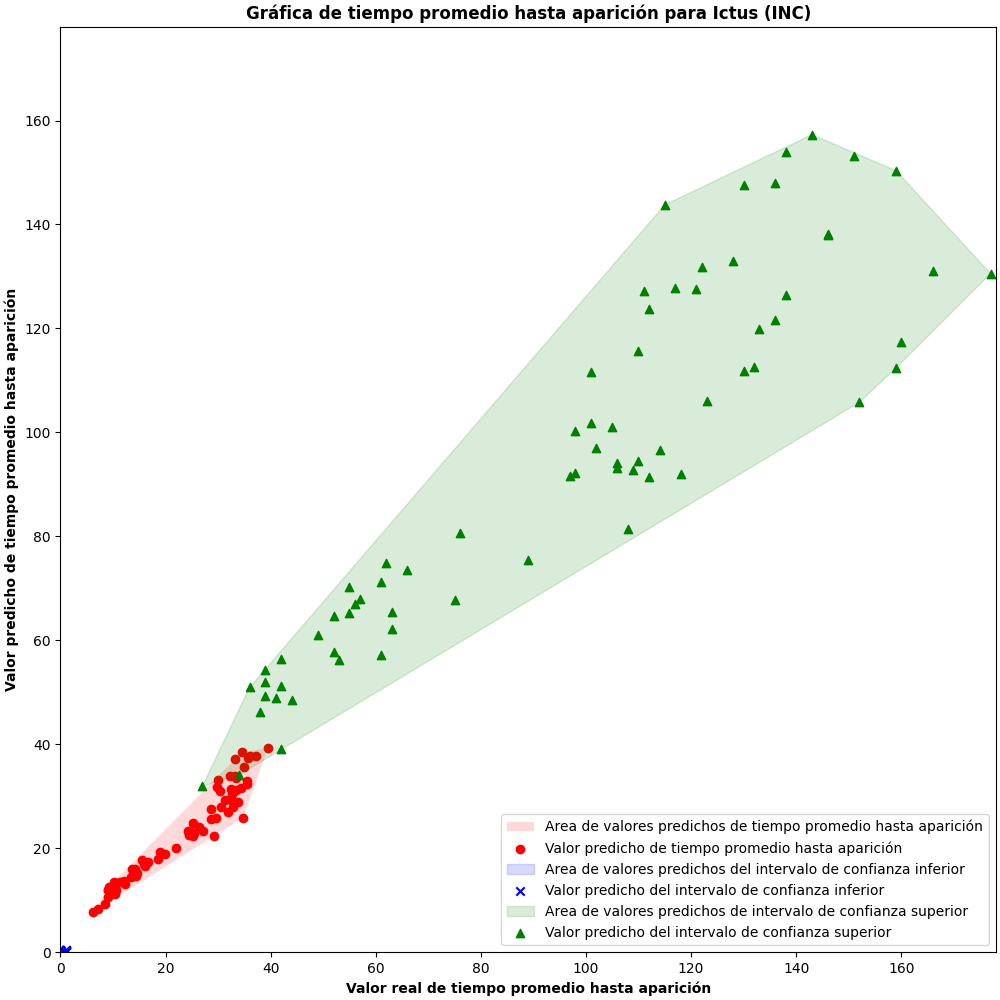 Gráfica de tiempo promedio hasta aparición para Ictus (INC)
Valor predicho de tiempo promedio hasta aparición
160
140
120
100
80
60
40
20
0
0 20 40 60 80 100 120 140 160
Valor real de tiempo promedio hasta aparición
Area de valores predichos de tiempo promedio hasta aparición
Valor predicho de tiempo promedio hasta aparición
Area de valores predichos del intervalo de confianza inferior
Valor predicho del intervalo de confianza inferior
Area de valores predichos de intervalo de confianza superior
Valor predicho del intervalo de confianza superior